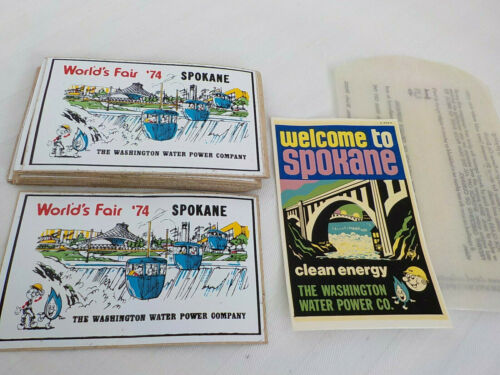 World's Fair '74 SPOKANE
THE WASHINGTON WATER POWER COMPANY
World's Fair '74 SPOKANE
THE WASHINGTON WATER POWER COMPANY
welcome to
spokane
clean energy
THE WASHINGTON
WATER POWER CO.